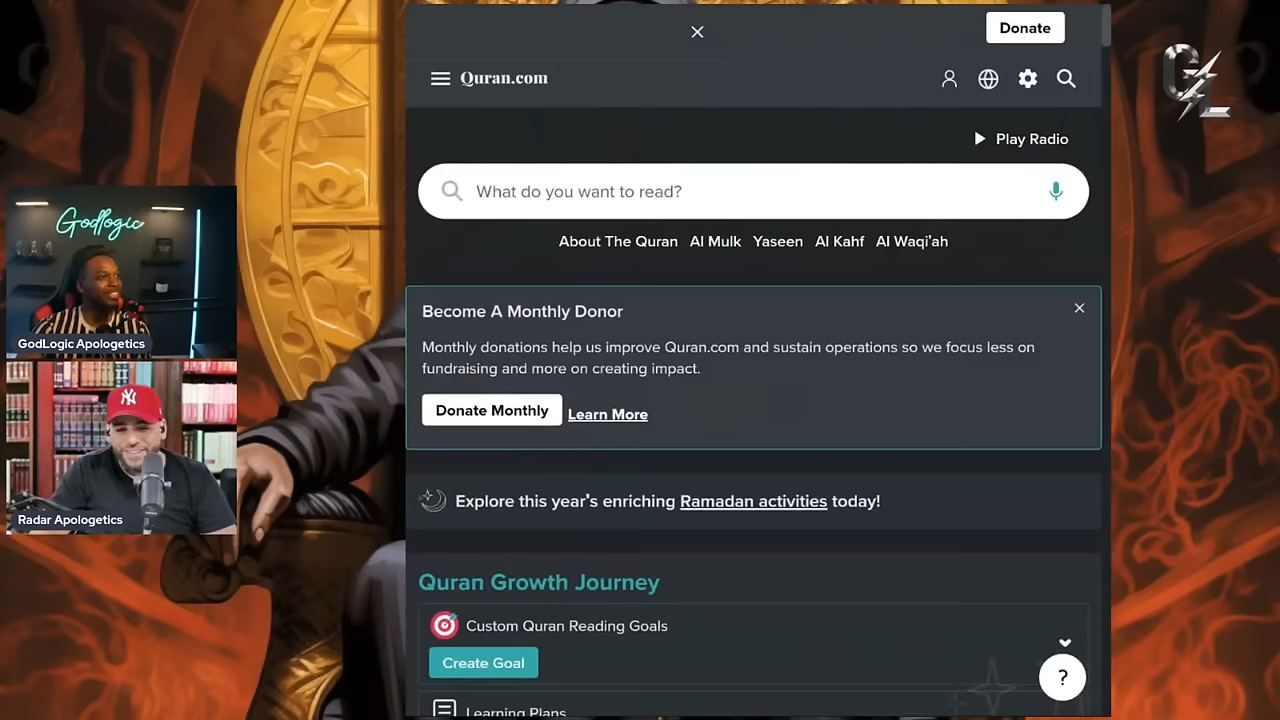 Donate
Quran.com
Play Radio
What do you want to read?
About The Quran Al Mulk Yaseen Al Kahf Al Waqi'ah
Become A Monthly Donor
Monthly donations help us improve Quran.com and sustain operations so we focus less on
fundraising and more on creating impact.
Donate Monthly Learn More
Explore this year's enriching Ramadan activities today!
Quran Growth Journey
Custom Quran Reading Goals
Create Goal
?
Learning Plans
GL
Godlogic
GodLogic Apologetics
NY
Radar Apologetics